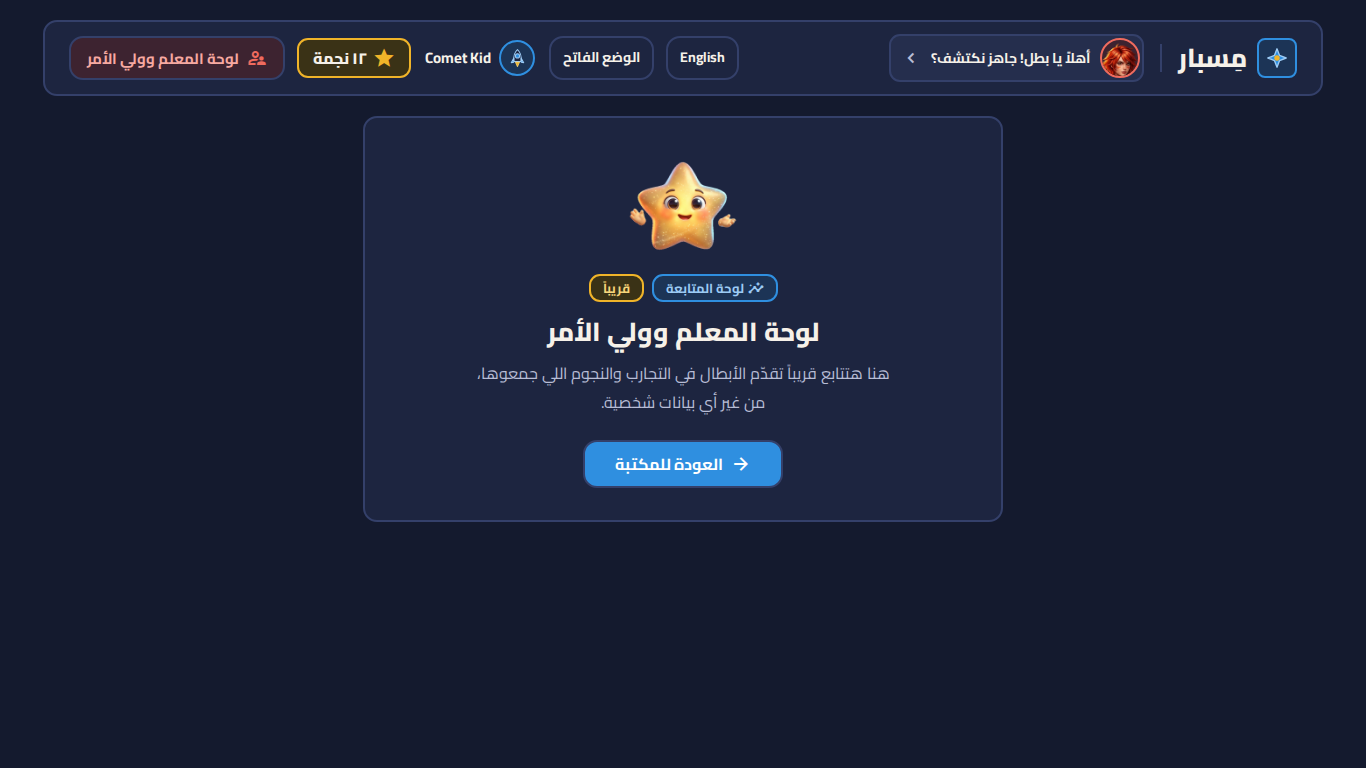 مِسبار
أهلاً يا بطل! جاهز نكتشف؟
English
الوضع الفاتح
Comet Kid
١٢ نجمة
لوحة المعلم وولي الأمر
لوحة المتابعة
قريباً
لوحة المعلم وولي الأمر
هنا هتتابع قريباً تقدّم الأبطال في التجارب والنجوم اللي جمعوها،
من غير أي بيانات شخصية.
العودة للمكتبة